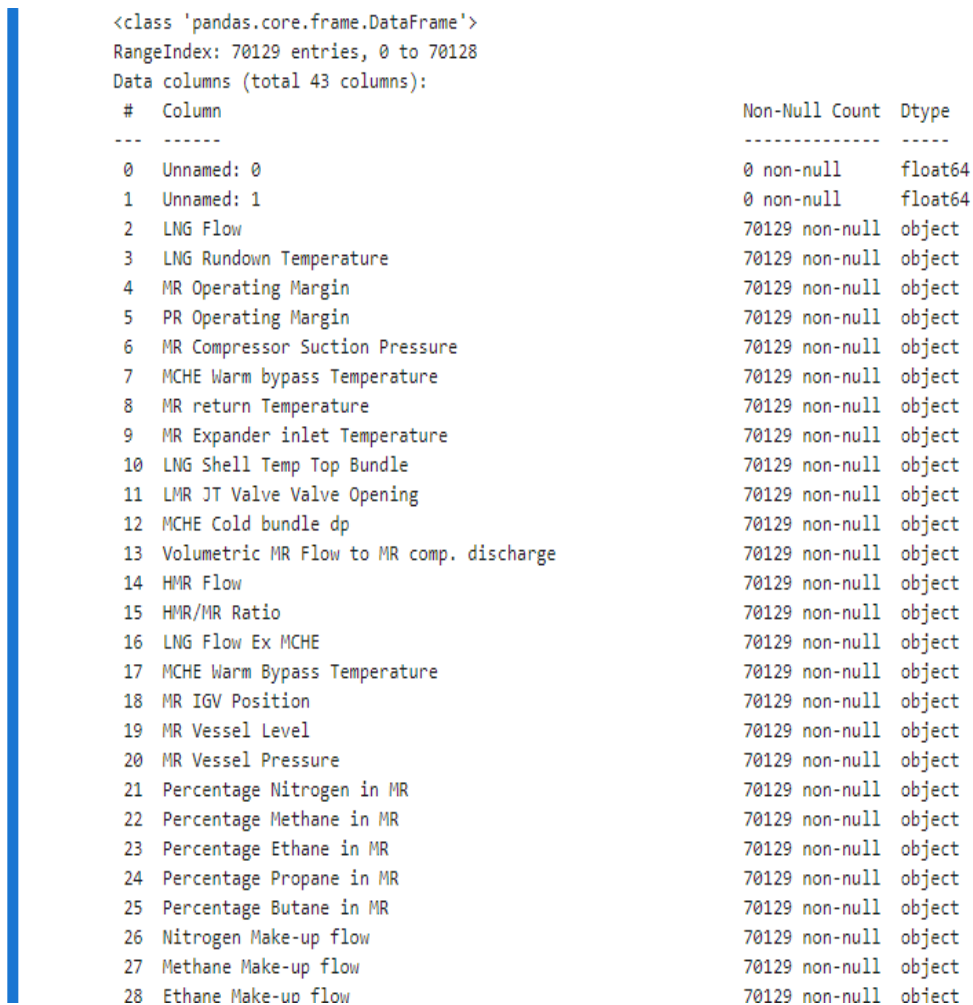 <class 'pandas.core.frame.DataFrame'>
RangeIndex: 70129 entries, 0 to 70128
Data columns (total 43 columns):
 #   Column                                     Non-Null Count  Dtype
---  ------                                     --------------  -----
 0   Unnamed: 0                                 0 non-null      float64
 1   Unnamed: 1                                 0 non-null      float64
 2   LNG Flow                                   70129 non-null  object
 3   LNG Rundown Temperature                    70129 non-null  object
 4   MR Operating Margin                        70129 non-null  object
 5   PR Operating Margin                        70129 non-null  object
 6   MR Compressor Suction Pressure             70129 non-null  object
 7   MCHE Warm bypass Temperature               70129 non-null  object
 8   MR return Temperature                      70129 non-null  object
 9   MR Expander inlet Temperature              70129 non-null  object
 10  LNG Shell Temp Top Bundle                  70129 non-null  object
 11  LMR JT Valve Valve Opening                 70129 non-null  object
 12  MCHE Cold bundle dp                        70129 non-null  object
 13  Volumetric MR Flow to MR comp. discharge   70129 non-null  object
 14  HMR Flow                                   70129 non-null  object
 15  HMR/MR Ratio                               70129 non-null  object
 16  LNG Flow Ex MCHE                           70129 non-null  object
 17  MCHE Warm Bypass Temperature               70129 non-null  object
 18  MR IGV Position                            70129 non-null  object
 19  MR Vessel Level                            70129 non-null  object
 20  MR Vessel Pressure                         70129 non-null  object
 21  Percentage Nitrogen in MR                  70129 non-null  object
 22  Percentage Methane in MR                   70129 non-null  object
 23  Percentage Ethane in MR                    70129 non-null  object
 24  Percentage Propane in MR                   70129 non-null  object
 25  Percentage Butane in MR                    70129 non-null  object
 26  Nitrogen Make-up flow                      70129 non-null  object
 27  Methane Make-up flow                       70129 non-null  object
 28  Ethane Make-up flow                        70129 non-null  object